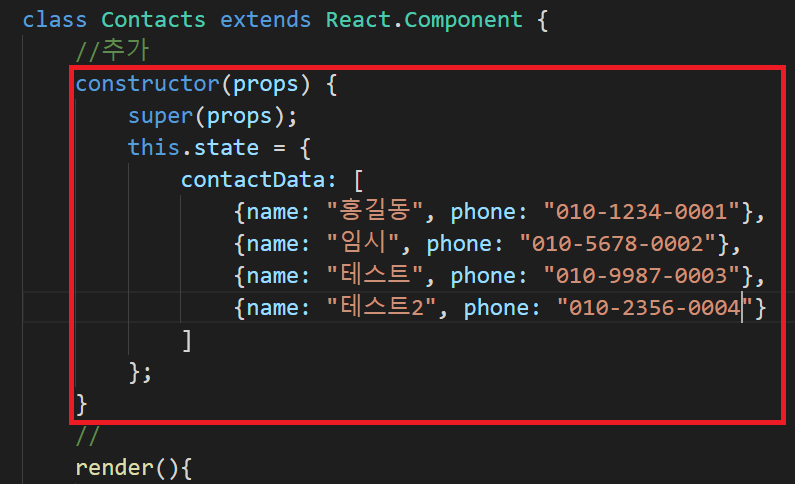 class Contacts extends React.Component {
//추가
constructor(props) {
super(props);
this.state = {
contactData: [
{name: "홍길동", phone: "010-1234-0001"},
{name: "임시", phone: "010-5678-0002"},
{name: "테스트", phone: "010-9987-0003"},
{name: "테스트2", phone: "010-2356-0004"}
]
};
}
//
render(){